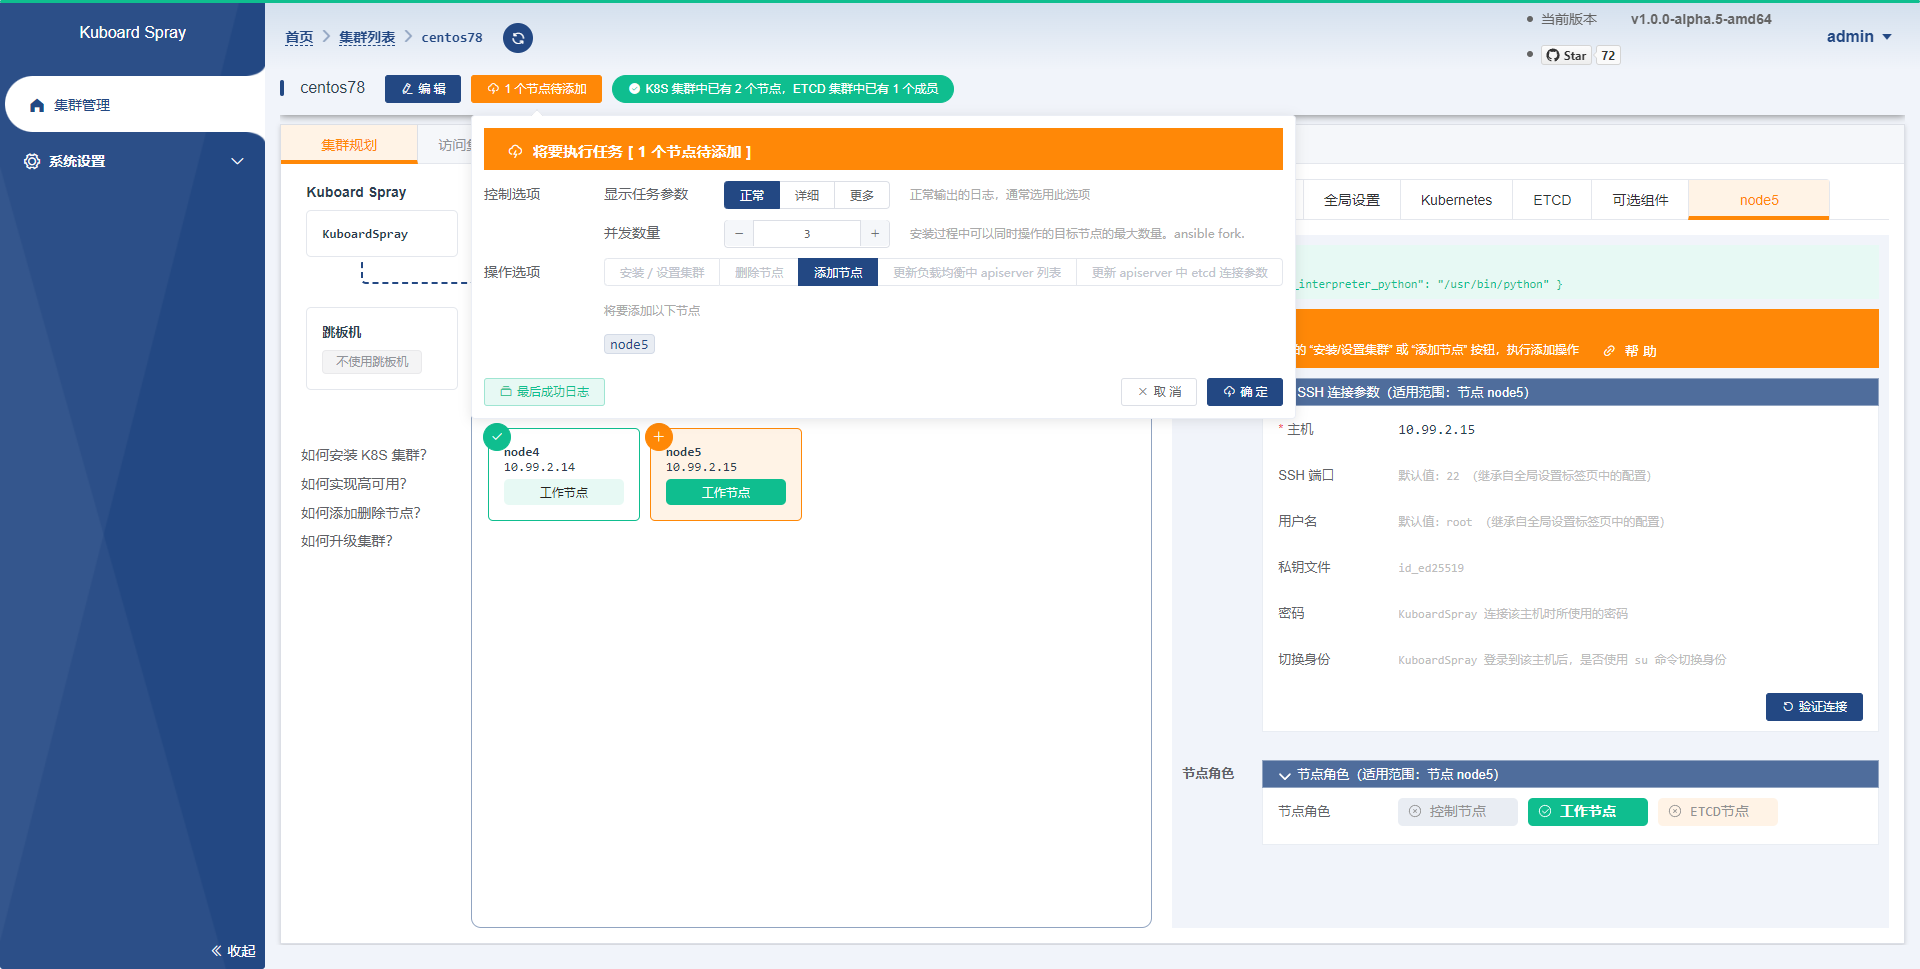 Kuboard Spray
集群管理
系统设置
收起
首页
集群列表
centos78
当前版本 v1.0.0-alpha.5-amd64
Star 72
admin
centos78
编 辑
1 个节点待添加
K8S 集群中已有 2 个节点，ETCD 集群中已有 1 个成员
集群规划
访问
Kuboard Spray
KuboardSpray
跳板机
不使用跳板机
如何安装 K8S 集群?
如何实现高可用?
如何添加删除节点?
如何升级集群?
将要执行任务 [ 1 个节点待添加 ]
控制选项
显示任务参数
正常
详细
更多
正常输出的日志，通常选用此选项
并发数量
3
安装过程中可以同时操作的目标节点的最大数量。ansible fork.
操作选项
安装 / 设置集群
删除节点
添加节点
更新负载均衡中 apiserver 列表
更新 apiserver 中 etcd 连接参数
将要添加以下节点
node5
最后成功日志
取 消
确 定
node4
10.99.2.14
工作节点
node5
10.99.2.15
工作节点
全局设置
Kubernetes
ETCD
可选组件
node5
_interpreter_python": "/usr/bin/python" }
的 “安装/设置集群” 或 “添加节点” 按钮，执行添加操作
帮 助
SSH 连接参数（适用范围：节点 node5）
* 主机 10.99.2.15
SSH 端口 默认值: 22 （继承自全局设置标签页中的配置）
用户名 默认值: root （继承自全局设置标签页中的配置）
私钥文件 id_ed25519
密码 KuboardSpray 连接该主机时所使用的密码
切换身份 KuboardSpray 登录到该主机后，是否使用 su 命令切换身份
验证连接
节点角色
节点角色（适用范围：节点 node5）
节点角色
控制节点
工作节点
ETCD节点